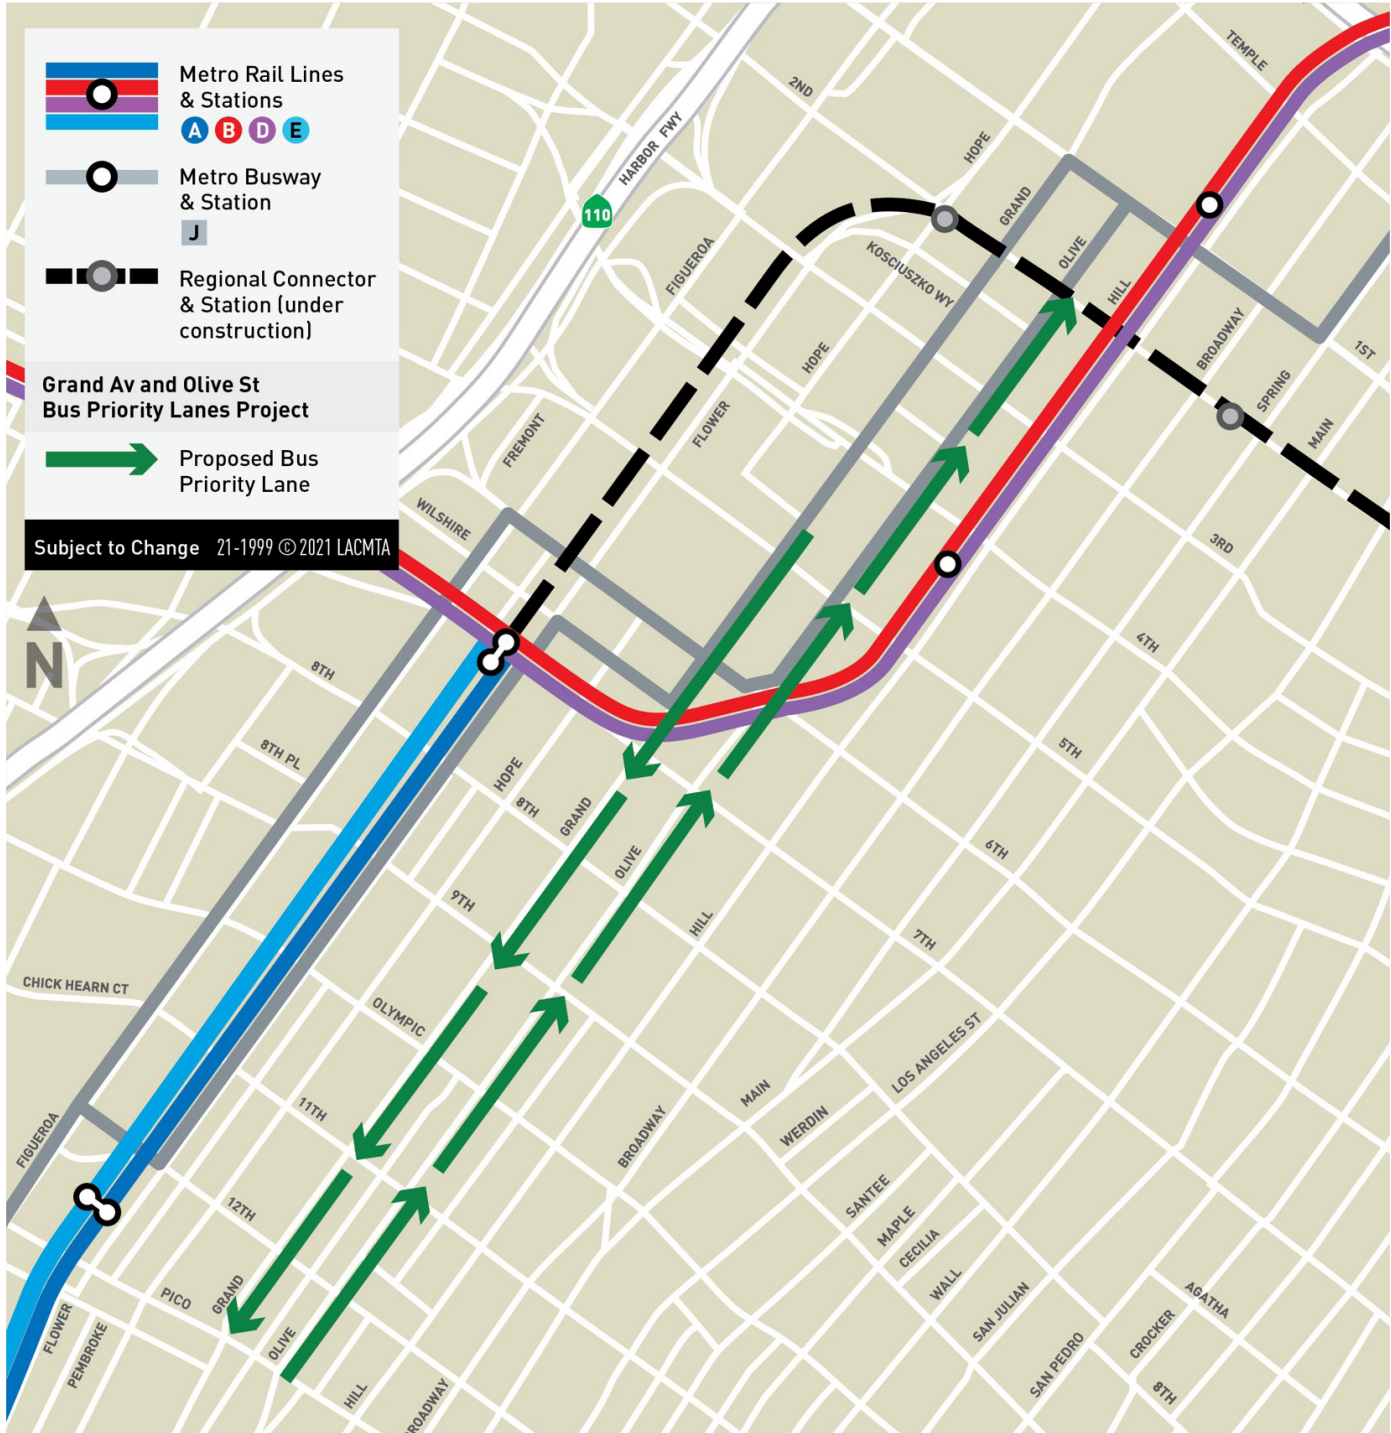 Metro Rail Lines
& Stations
A B D E
Metro Busway
& Station
J
Regional Connector
& Station (under
construction)
Grand Av and Olive St
Bus Priority Lanes Project
Proposed Bus
Priority Lane
Subject to Change 21-1999 © 2021 LACMTA
N
TEMPLE
2ND
HARBOR FWY
110
HOPE
GRAND
KOSCIUSZKO WY
OLIVE
FIGUEROA
HILL
BROADWAY
1ST
HOPE
SPRING
MAIN
FLOWER
FREMONT
WILSHIRE
3RD
4TH
8TH
5TH
8TH PL
HOPE
8TH
GRAND
OLIVE
6TH
9TH
HILL
7TH
CHICK HEARN CT
OLYMPIC
LOS ANGELES ST
MAIN
11TH
WERDIN
FIGUEROA
BROADWAY
SANTEE
12TH
MAPLE
CECILIA
WALL
PICO
GRAND
SAN JULIAN
AGATHA
FLOWER
PEMBROKE
OLIVE
CROCKER
SAN PEDRO
HILL
8TH
ROADWAY